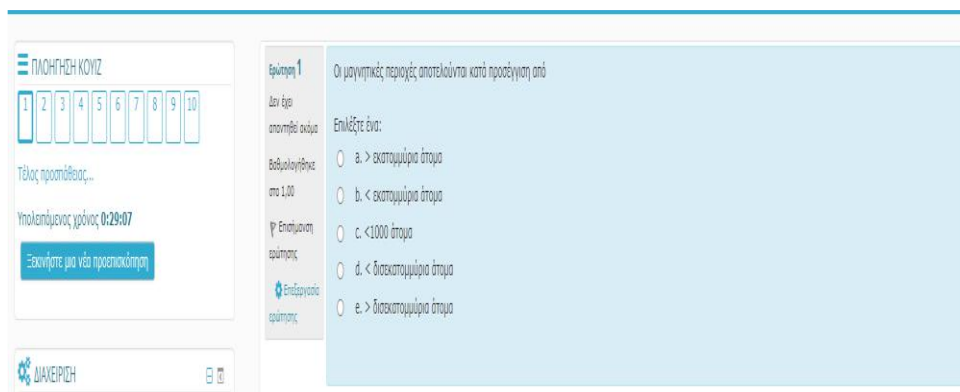 ΠΛΟΗΓΗΣΗ ΚΟΥΙΖ
1 2 3 4 5 6 7 8 9 10
Τέλος προσπάθειας...
Υπολειπόμενος χρόνος 0:29:07
Ξεκινήστε μια νέα προεπισκόπηση
ΔΙΑΧΕΙΡΙΣΗ
Ερώτηση 1
Δεν έχει
απαντηθεί ακόμα
Βαθμολογήθηκε
στα 1,00
Επισήμανση
ερώτησης
Επεξεργασία
ερώτησης
Οι μαγνητικές περιοχές αποτελούνται κατά προσέγγιση από
Επιλέξτε ένα:
a. > εκατομμύρια άτομα
b. < εκατομμύρια άτομα
c. <1000 άτομα
d. < δισεκατομμύρια άτομα
e. > δισεκατομμύρια άτομα